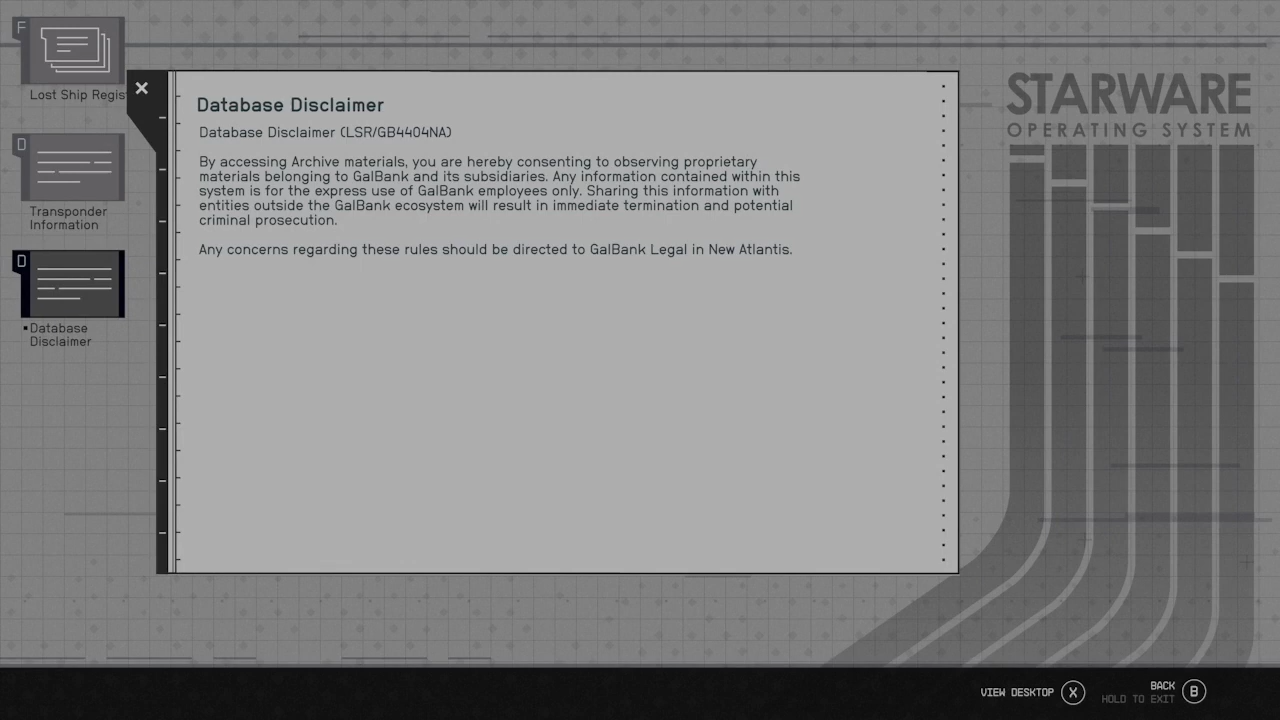 F
Lost Ship Regis
D
Transponder
Information
D
Database
Disclaimer
Database Disclaimer
Database Disclaimer (LSR/GB4404NA)
By accessing Archive materials, you are hereby consenting to observing proprietary
materials belonging to GalBank and its subsidiaries. Any information contained within this
system is for the express use of GalBank employees only. Sharing this information with
entities outside the GalBank ecosystem will result in immediate termination and potential
criminal prosecution.
Any concerns regarding these rules should be directed to GalBank Legal in New Atlantis.
STARWARE
OPERATING SYSTEM
VIEW DESKTOP X
BACK B
HOLD TO EXIT